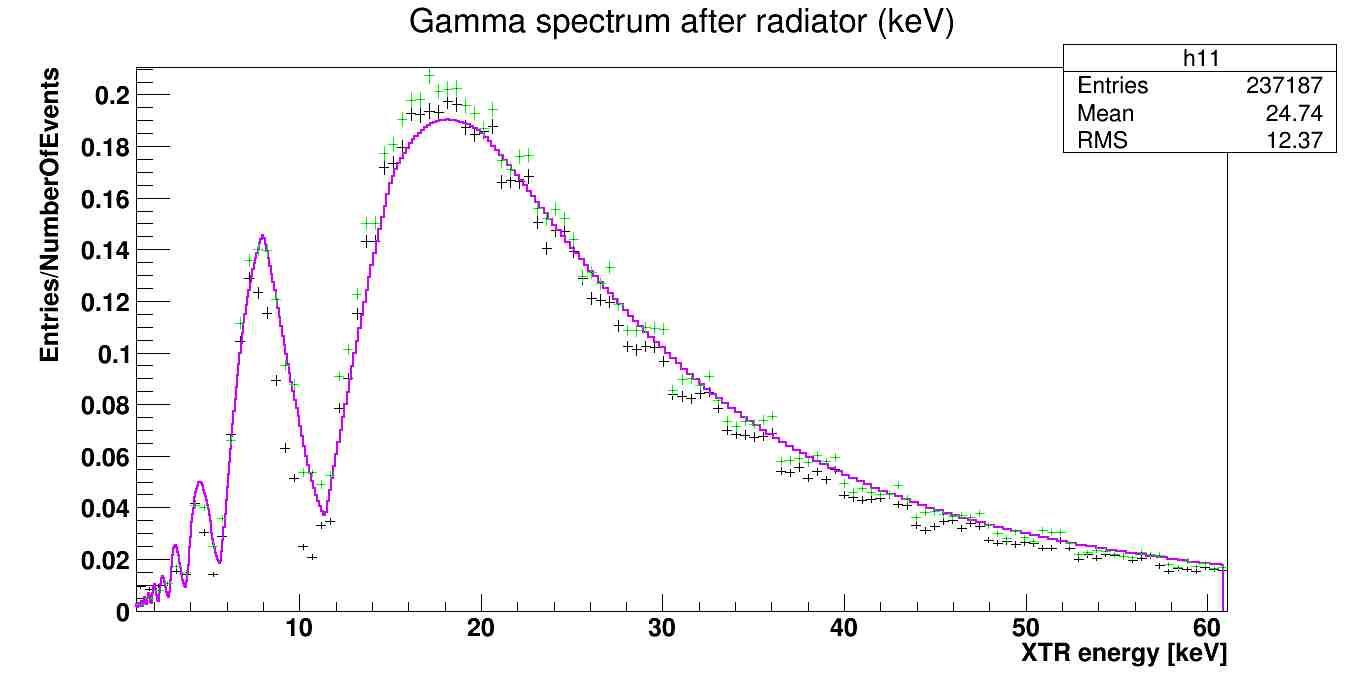 Gamma spectrum after radiator (keV)
h11
Entries 237187
Mean 24.74
RMS 12.37
Entries/NumberOfEvents
0.2
0.18
0.16
0.14
0.12
0.1
0.08
0.06
0.04
0.02
0
10 20 30 40 50 60
XTR energy [keV]